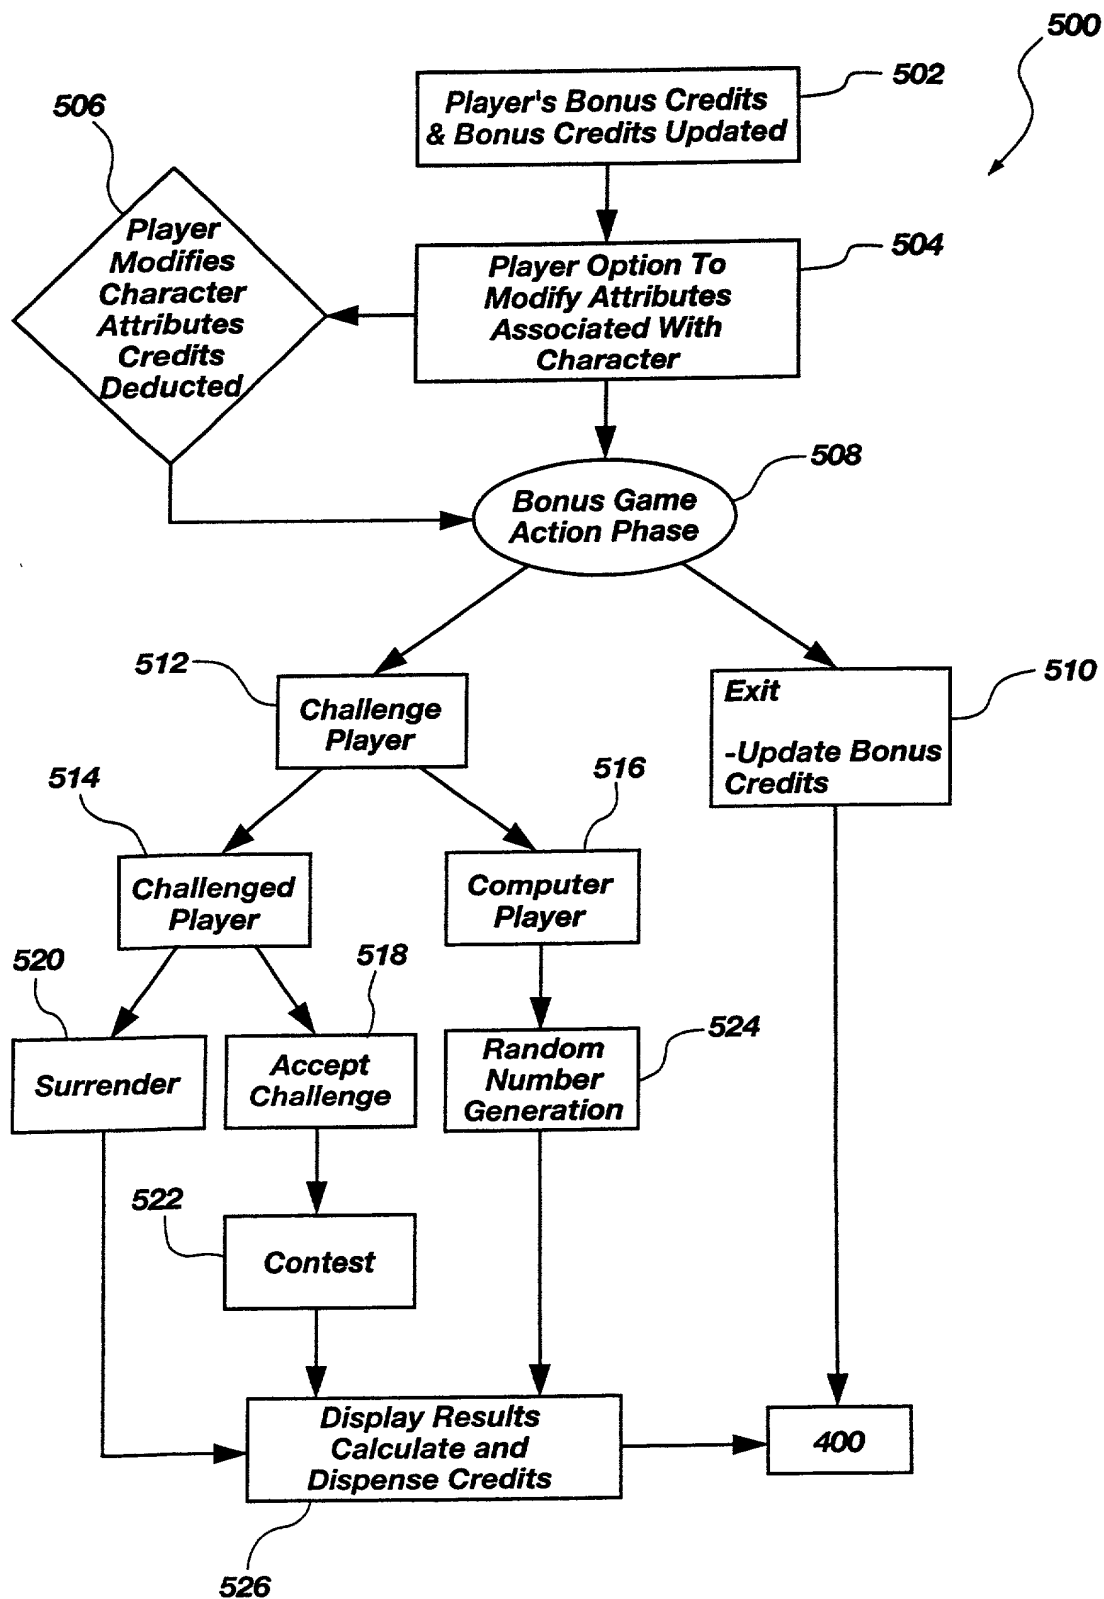 500
502
Player's Bonus Credits
& Bonus Credits Updated
506
Player
Modifies
Character
Attributes
Credits
Deducted
504
Player Option To
Modify Attributes
Associated With
Character
508
Bonus Game
Action Phase
512
Challenge
Player
510
Exit
-Update Bonus
Credits
514
Challenged
Player
516
Computer
Player
520
Surrender
518
Accept
Challenge
524
Random
Number
Generation
522
Contest
Display Results
Calculate and
Dispense Credits
400
526